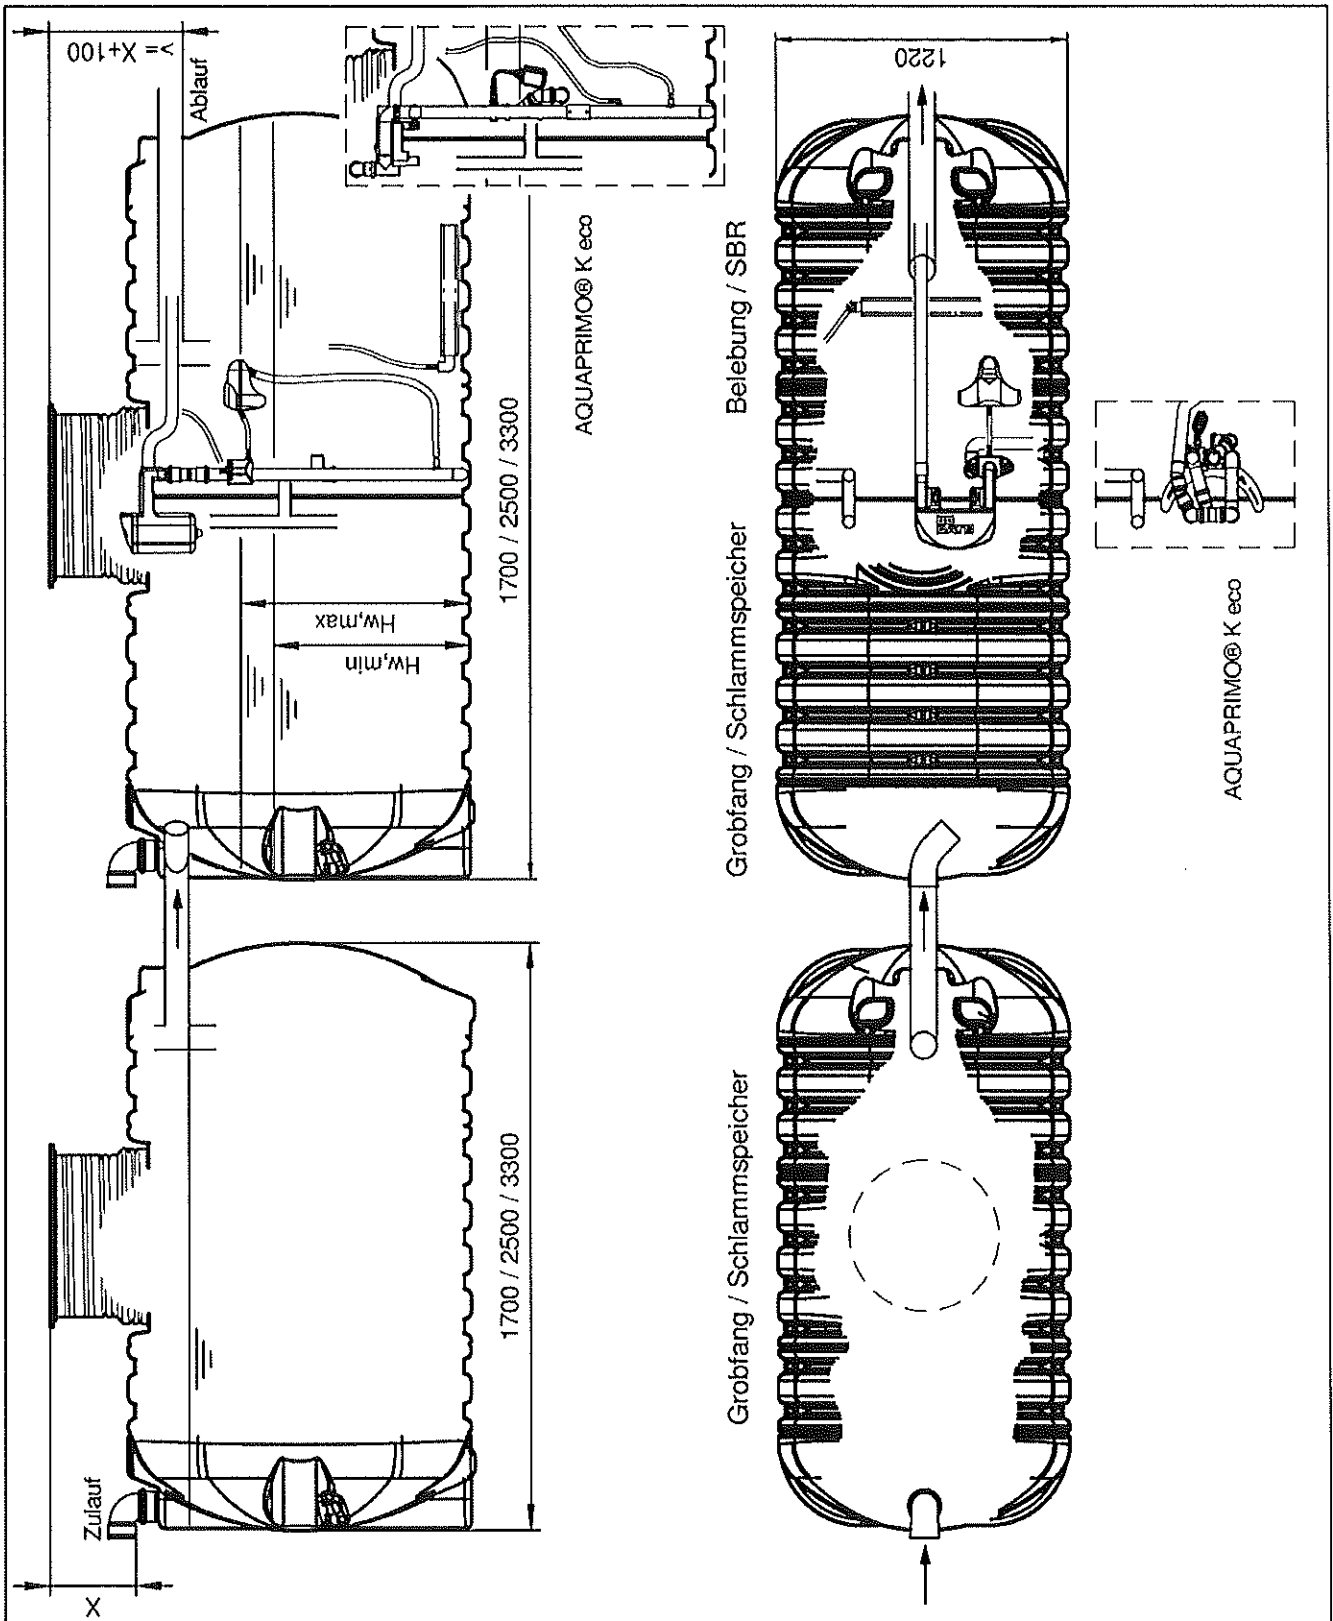 >= X+100
Ablauf
AQUAPRIMO® K eco
1220
Hw,max
Hw,min
1700 / 2500 / 3300
Belebung / SBR
Grobfang / Schlammspeicher
AQUAPRIMO® K eco
Zulauf
X
1700 / 2500 / 3300
Grobfang / Schlammspeicher